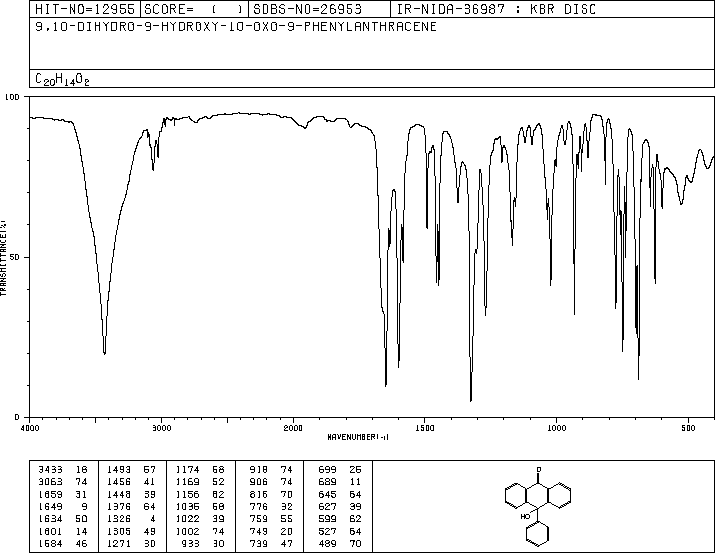 HIT-NO=12955 SCORE= ( ) SDBS-NO=26953 IR-NIDA-36987 : KBR DISC
9,10-DIHYDRO-9-HYDROXY-10-OXO-9-PHENYLANTHRACENE
C20H14O2
100
TRANSMITTANCE(%)
50
0
4000 3000 2000 1500 1000 500
WAVENUMBER(-1)
3433 18 1493 57 1174 68 918 74 699 26
3063 74 1456 41 1169 52 906 74 689 11
1659 31 1448 39 1156 62 816 70 645 64
1649 9 1376 64 1036 68 776 32 627 39
1634 50 1326 4 1022 39 759 55 599 62
1601 14 1305 49 1002 74 749 20 527 64
1584 46 1271 30 933 30 739 47 489 70
O
HO